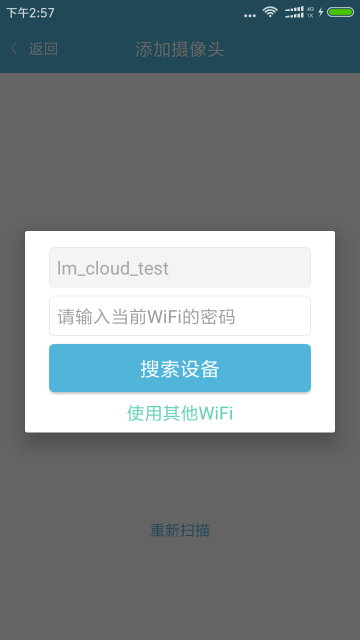 下午2:57
4G
1X
〈 返回
添加摄像头
lm_cloud_test
请输入当前WiFi的密码
搜索设备
使用其他WiFi
重新扫描